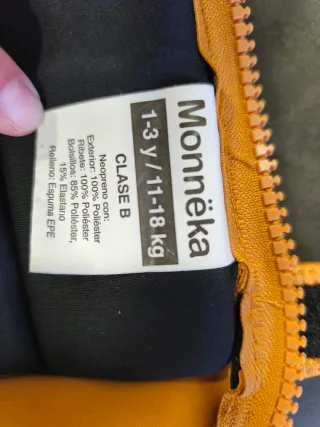 Monnëka
1-3 y / 11-18 kg
CLASE B
Neopreno con:
Exterior: 100% Poliéster
Ribete: 100% Poliéster
Bolsillos: 85% Poliéster,
15% Elastano
Relleno: Espuma EPE